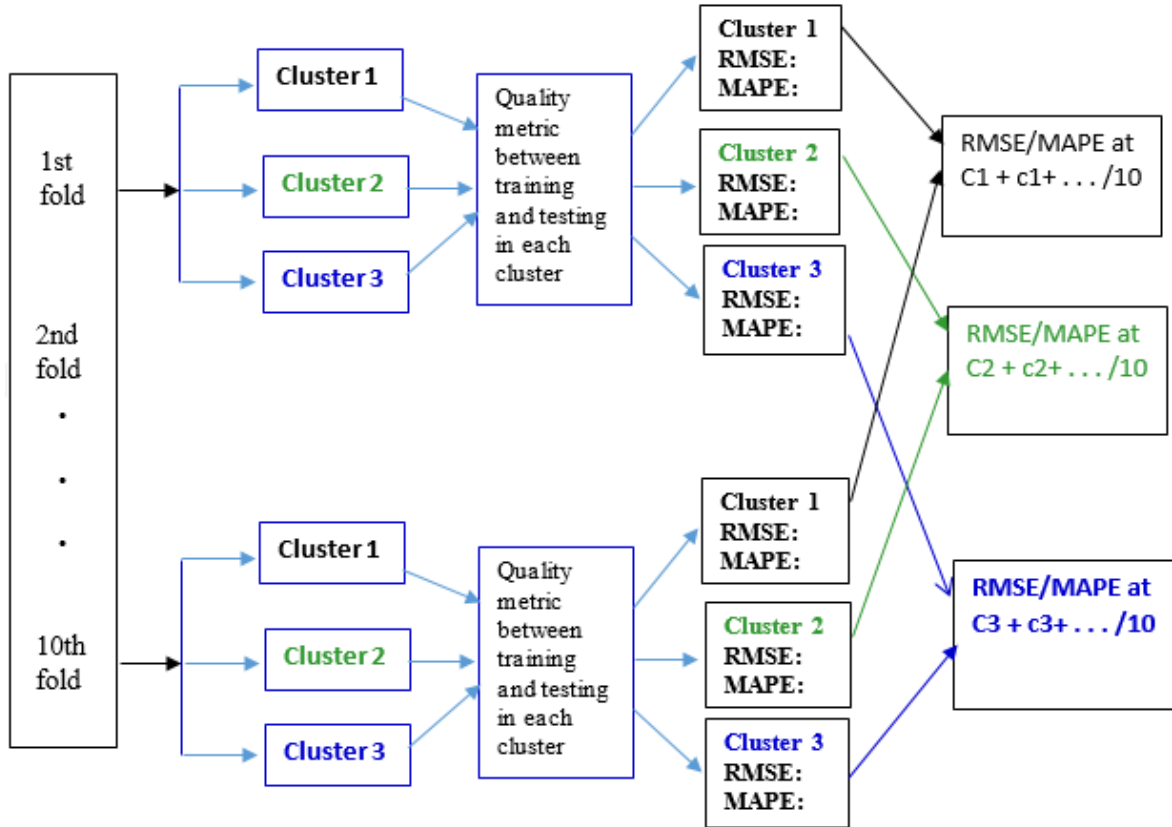 1st
fold
2nd
fold
.
.
.
10th
fold
Cluster 1
Cluster 2
Cluster 3
Quality
metric
between
training
and testing
in each
cluster
Cluster 1
RMSE:
MAPE:
Cluster 2
RMSE:
MAPE:
Cluster 3
RMSE:
MAPE:
RMSE/MAPE at
C1 + c1+ . . . /10
RMSE/MAPE at
C2 + c2+ . . . /10
Cluster 1
Cluster 2
Cluster 3
Quality
metric
between
training
and testing
in each
cluster
Cluster 1
RMSE:
MAPE:
Cluster 2
RMSE:
MAPE:
Cluster 3
RMSE:
MAPE:
RMSE/MAPE at
C3 + c3+ . . . /10